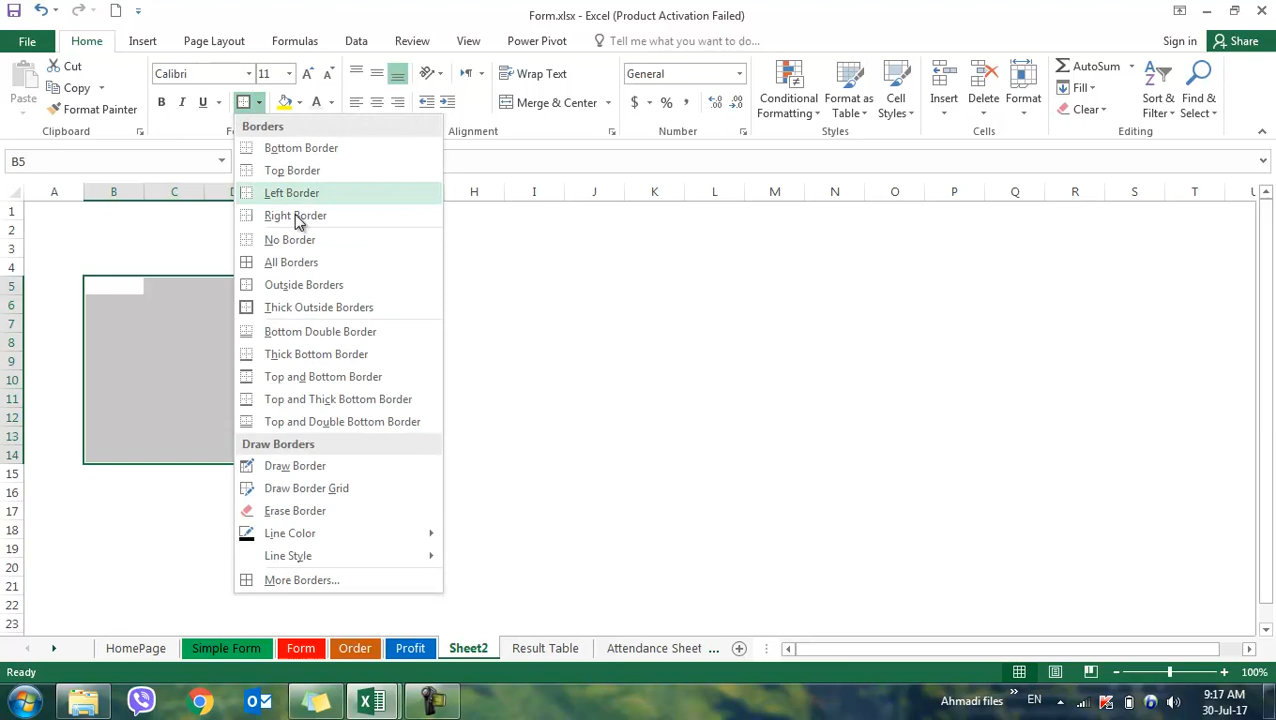 Form.xlsx - Excel (Product Activation Failed)
File Home Insert Page Layout Formulas Data Review View Power Pivot Tell me what you want to do... Sign in Share
Cut
Copy
Format Painter
Paste
Clipboard
Calibri 11
B I U A
Wrap Text
Merge & Center
Alignment
General
$ % ,
Number
Conditional Formatting
Format as Table
Cell Styles
Styles
Insert Delete Format
Cells
AutoSum
Fill
Clear
Sort & Filter
Find & Select
Editing
B5
A B C D H I J K L M N O P Q R S T U
1
2
3
4
5
6
7
8
9
10
11
12
13
14
15
16
17
18
19
20
21
22
23
Borders
Bottom Border
Top Border
Left Border
Right Border
No Border
All Borders
Outside Borders
Thick Outside Borders
Bottom Double Border
Thick Bottom Border
Top and Bottom Border
Top and Thick Bottom Border
Top and Double Bottom Border
Draw Borders
Draw Border
Draw Border Grid
Erase Border
Line Color
Line Style
More Borders...
HomePage Simple Form Form Order Profit Sheet2 Result Table Attendance Sheet ...
Ready 100%
Ahmadi files » EN 9:17 AM
30-Jul-17